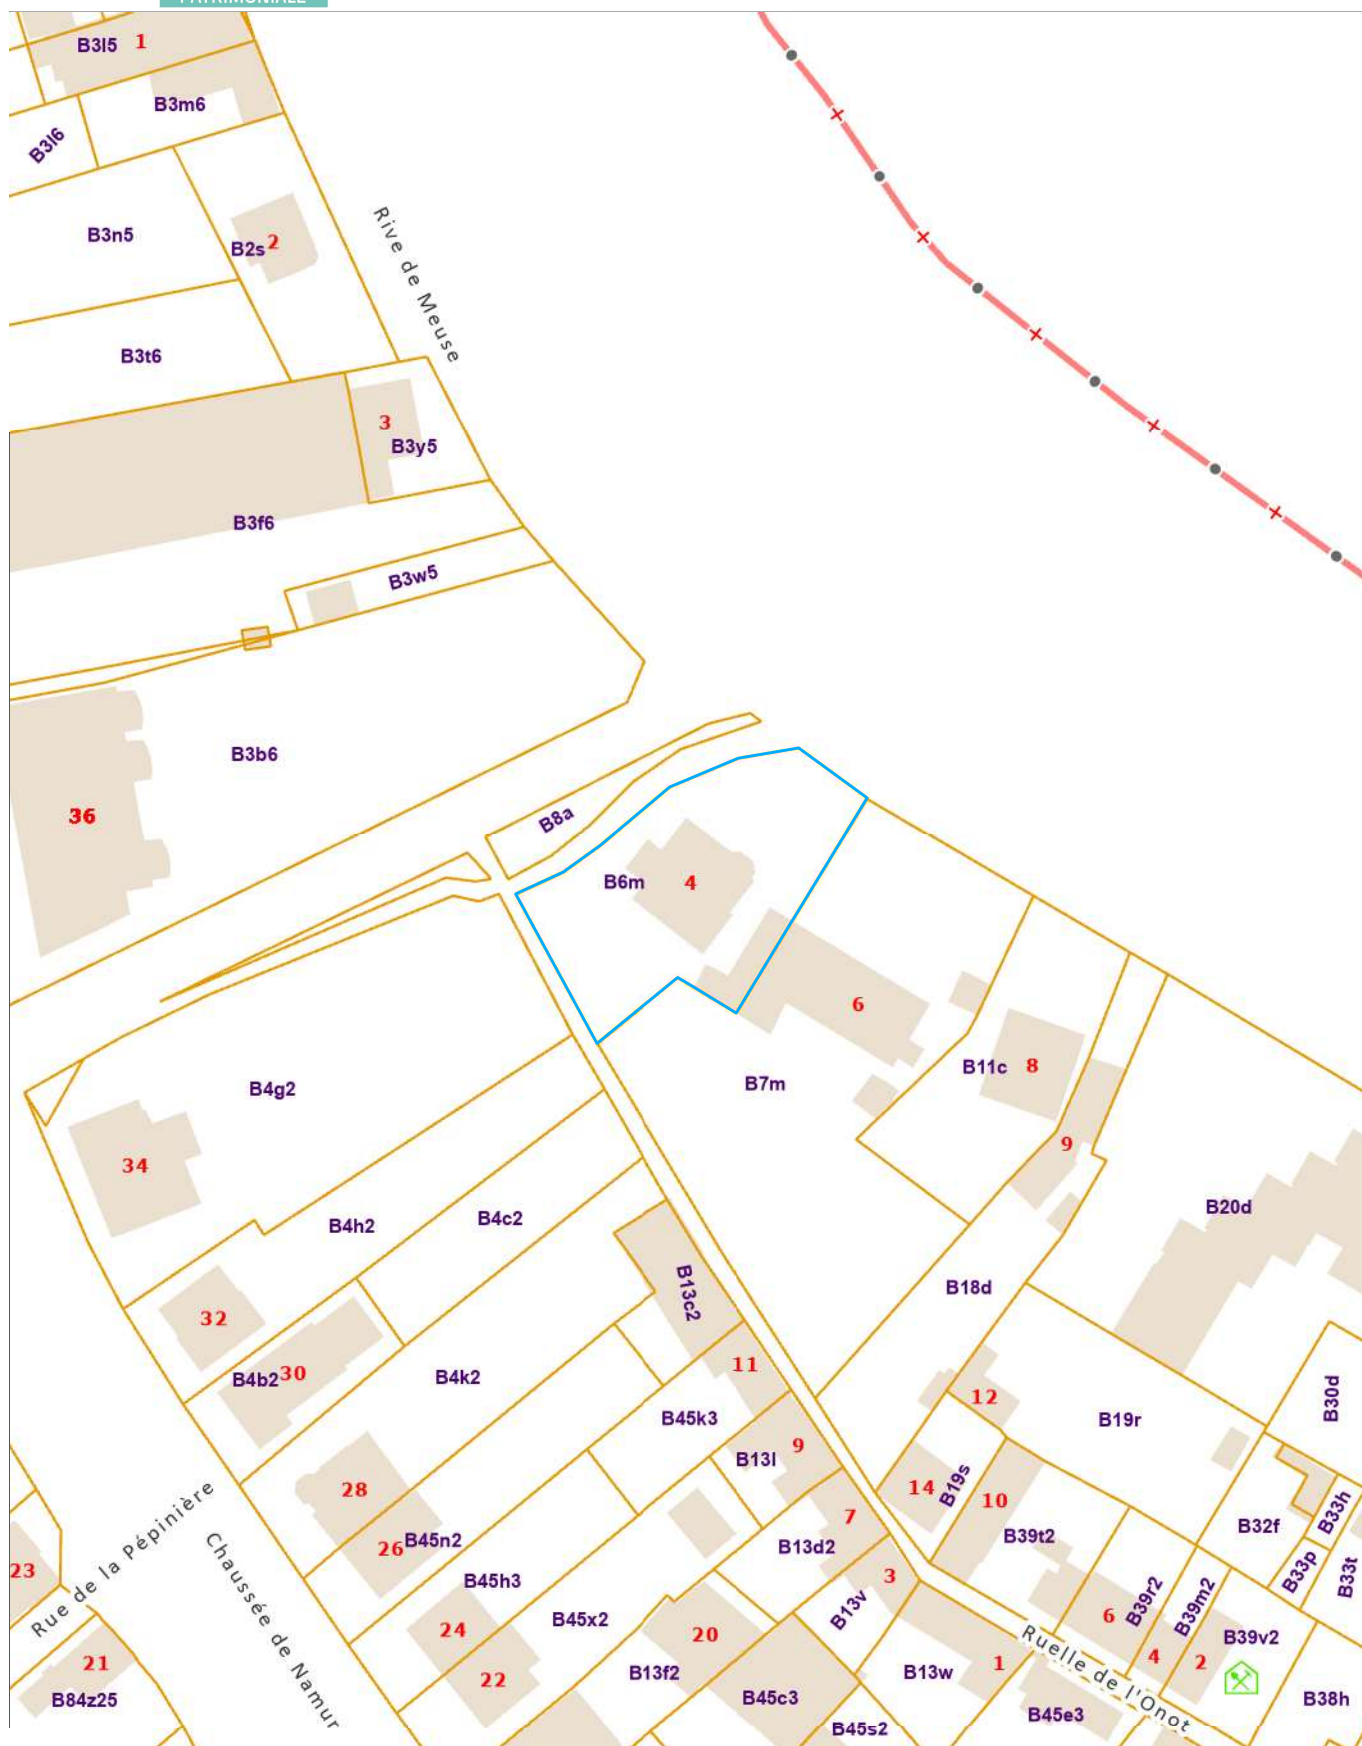 PATRIMONIALE
B3l5 1
B3m6
B3l6
B3n5
B2s 2
Rive de Meuse
B3t6
3
B3y5
B3f6
B3w5
B3b6
36
B8a
B6m 4
6
B7m
B11c 8
9
B4g2
34
B4h2
B4c2
B20d
B13c2
B18d
32
B4b2 30
B4k2
11
B45k3
12
B19r
B30d
B13l 9
28
14
B19s
10
7
B39t2
B32f
B33h
26 B45n2
B13d2
B33p
B33t
23
Rue de la Pépinière
Chaussée de Namur
B45h3
3
B13v
B45x2
24
20
6
B39r2
B39m2
B39v2
21
B84z25
22
B13f2
B13w 1
4
2
Ruelle de l'Onot
B45c3
B45s2
B45e3
B38h